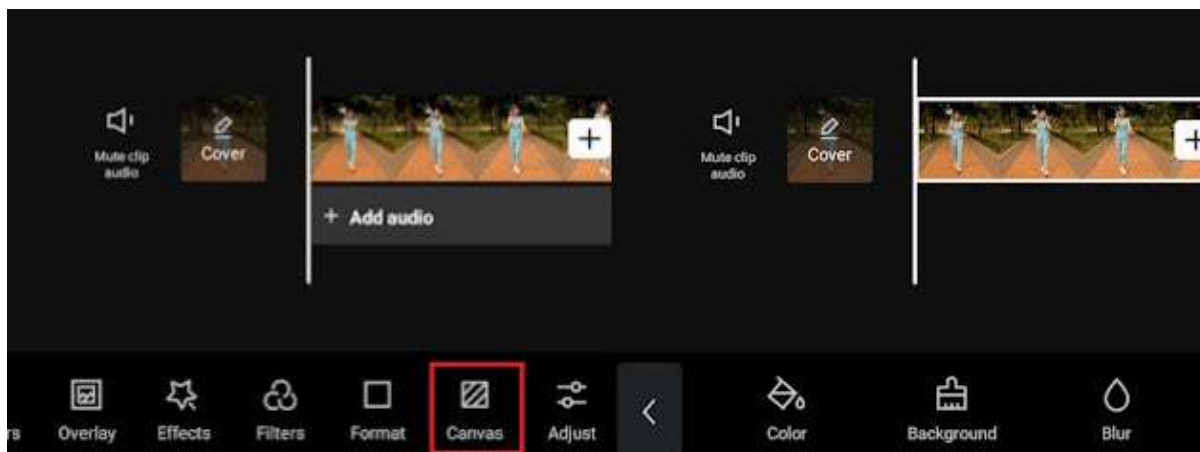 Mute clip
audio
Cover
+ Add audio
rs
Overlay
Effects
Filters
Format
Canvas
Adjust
Mute clip
audio
Cover
Color
Background
Blur